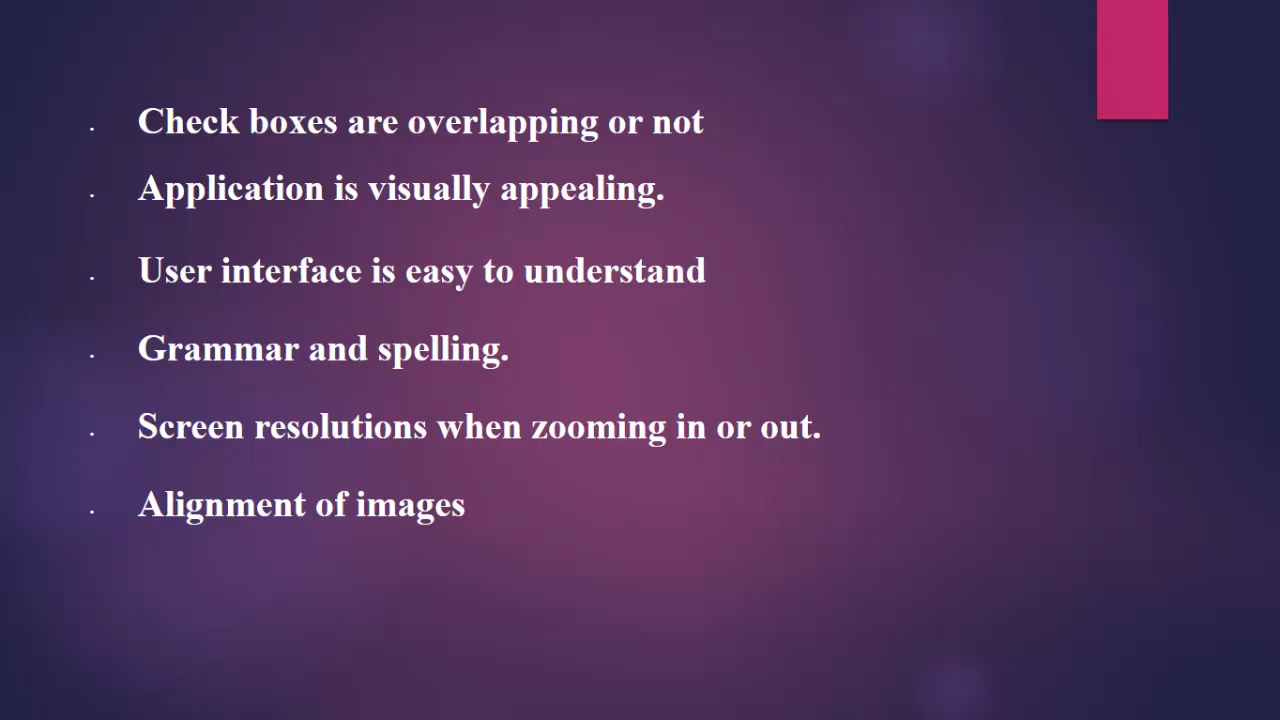 Check boxes are overlapping or not
Application is visually appealing.
User interface is easy to understand
Grammar and spelling.
Screen resolutions when zooming in or out.
Alignment of images